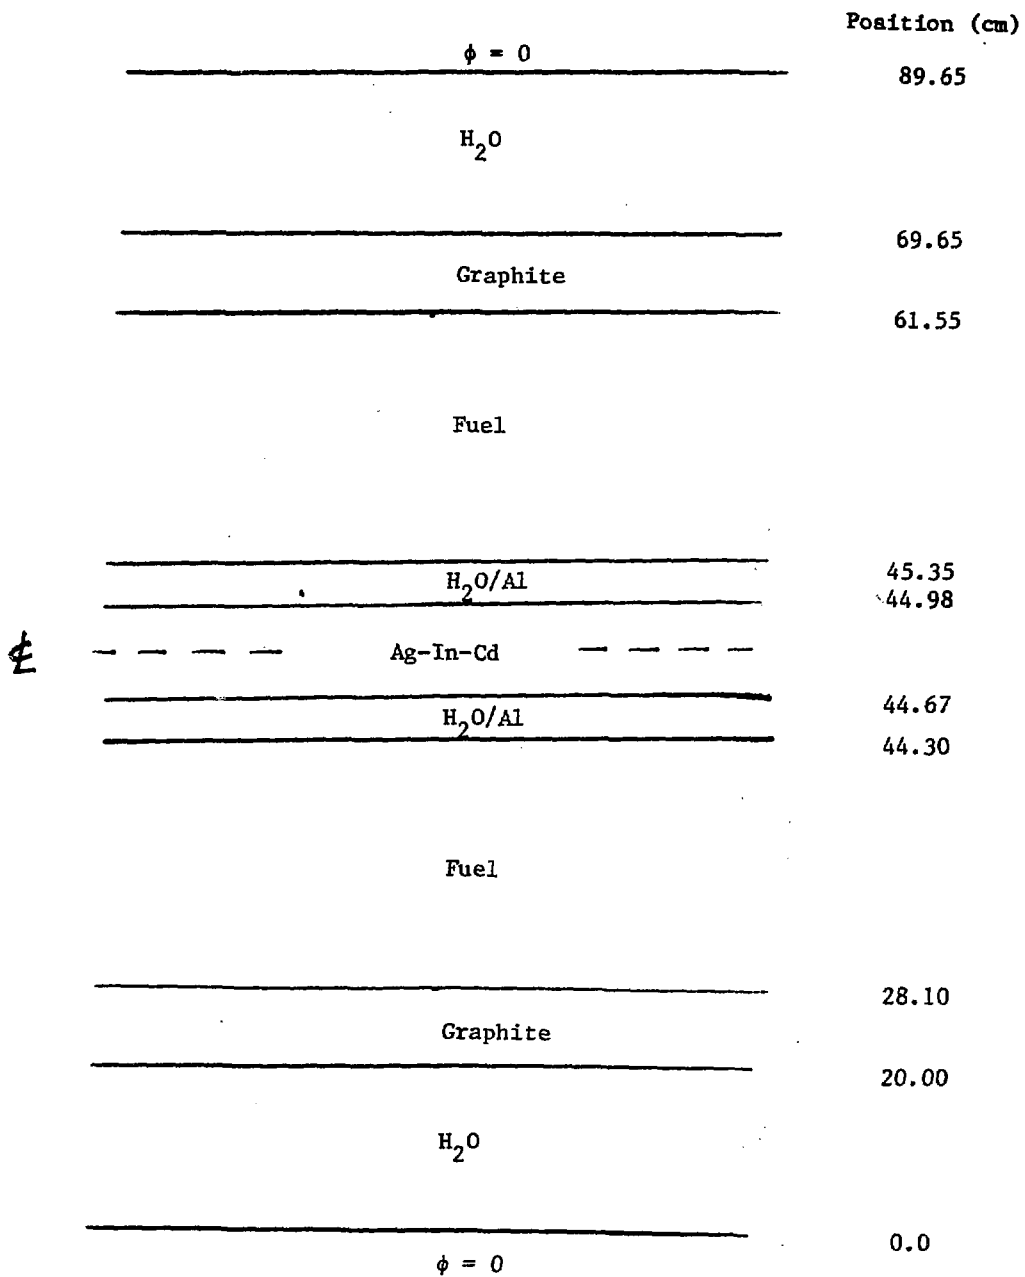 Position (cm)
ϕ = 0
89.65
H₂O
69.65
Graphite
61.55
Fuel
45.35
H₂O/Al
44.98
℄ Ag-In-Cd
44.67
H₂O/Al
44.30
Fuel
28.10
Graphite
20.00
H₂O
0.0
ϕ = 0